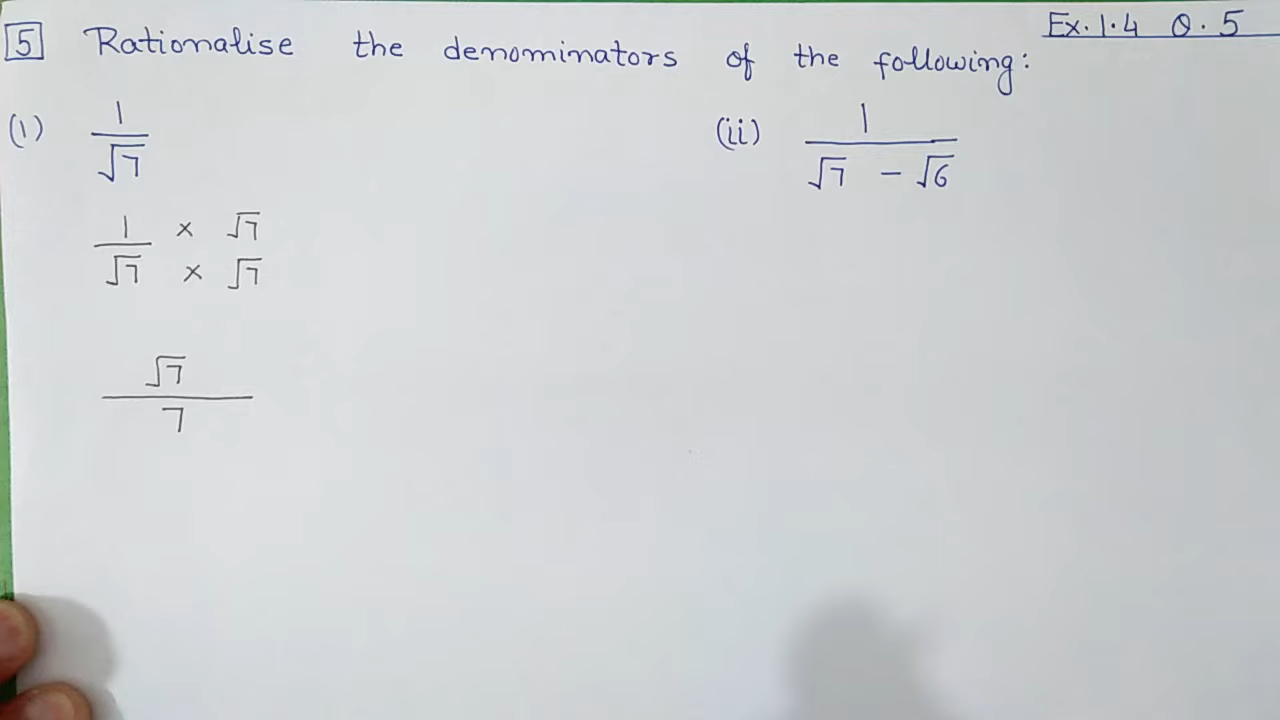 Ex. 1.4 Q. 5
5 Rationalise the denominators of the following:
(i) 1/√7
(ii) 1/(√7 - √6)
1/√7 × √7/√7
√7/7